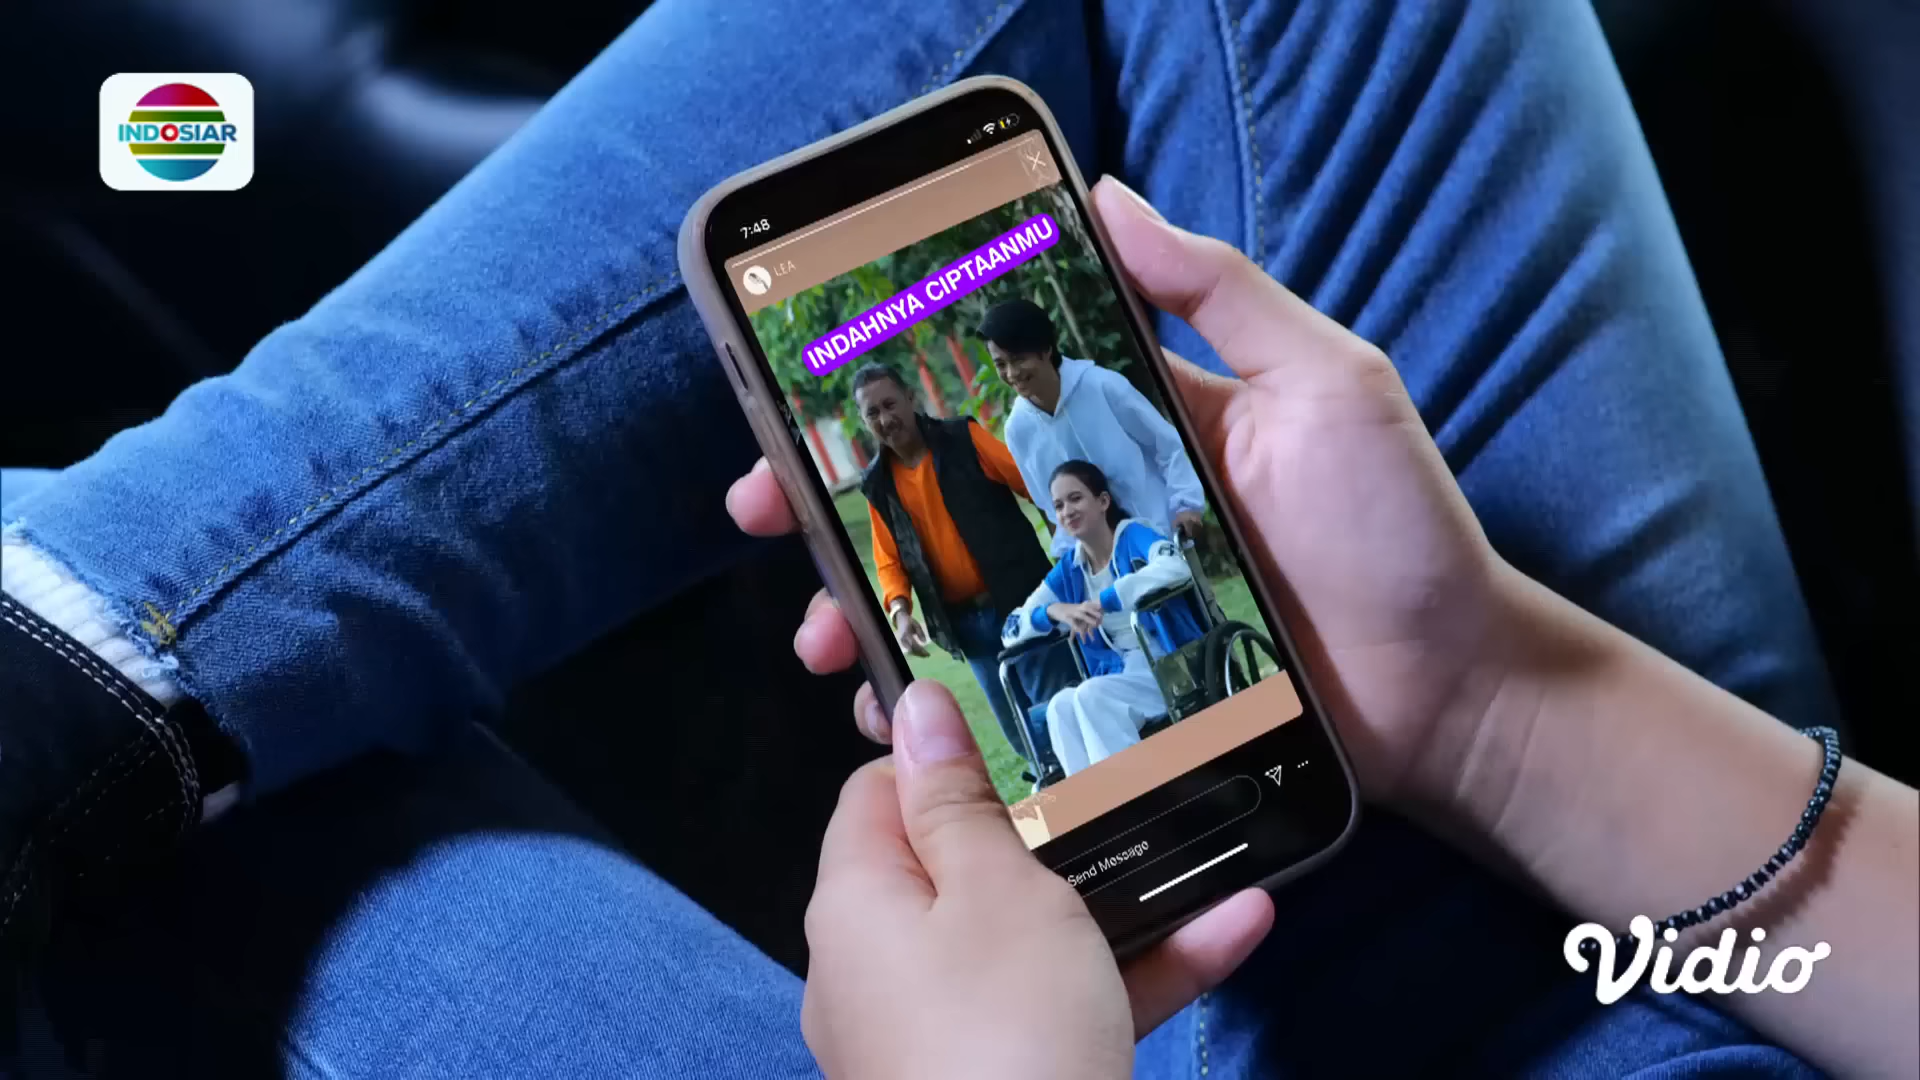 INDOSIAR
7:48
LEA
INDAHNYA CIPTAANMU
Send Message
Vidio